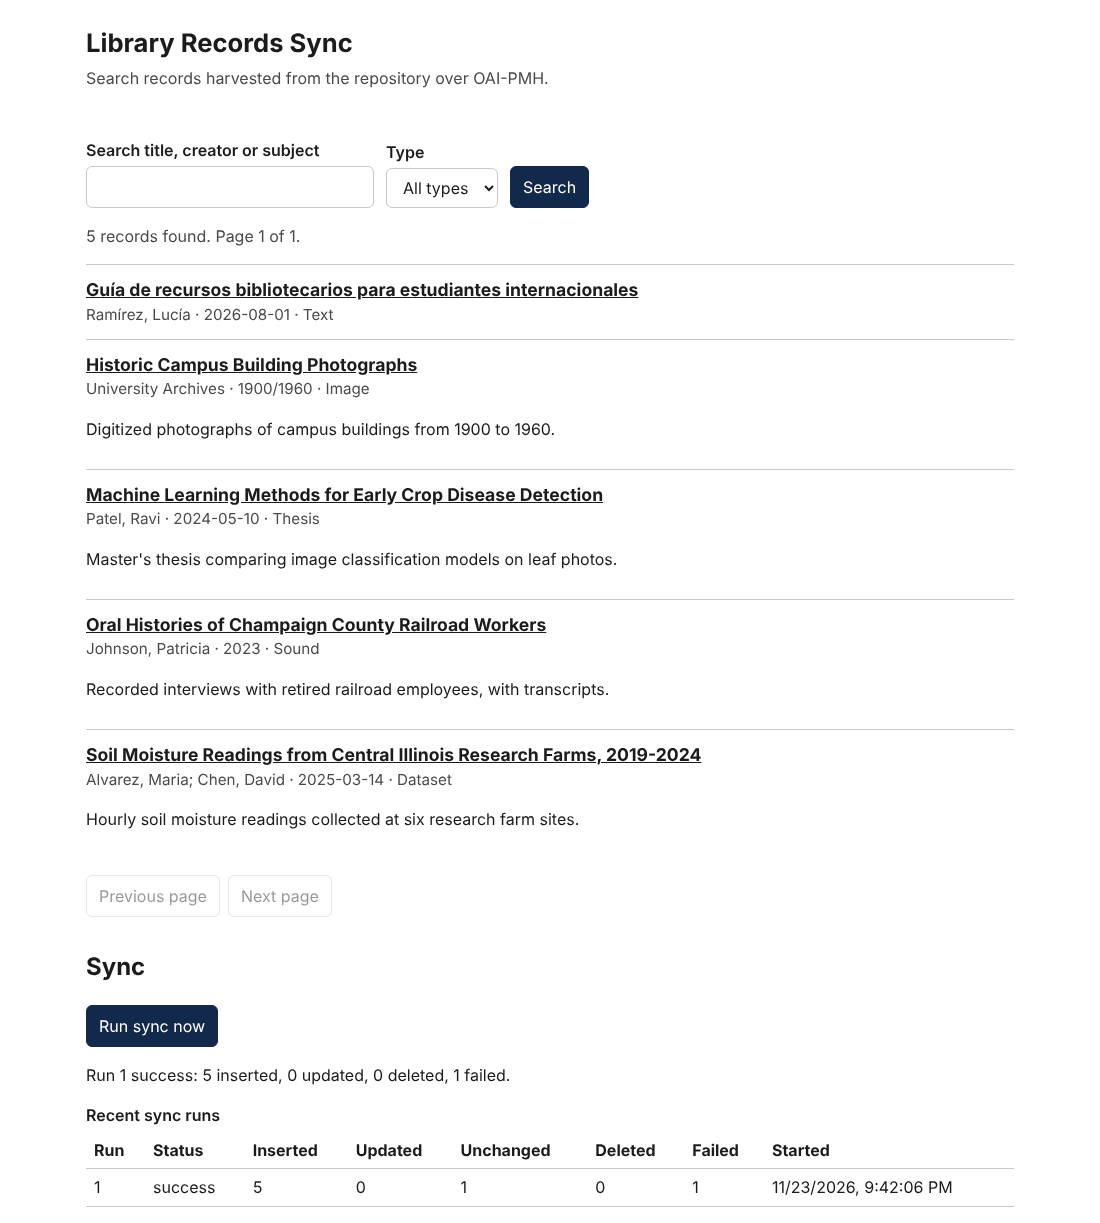 Library Records Sync
Search records harvested from the repository over OAI-PMH.
Search title, creator or subject
Type
All types
Search
5 records found. Page 1 of 1.
Guía de recursos bibliotecarios para estudiantes internacionales
Ramírez, Lucía · 2026-08-01 · Text
Historic Campus Building Photographs
University Archives · 1900/1960 · Image
Digitized photographs of campus buildings from 1900 to 1960.
Machine Learning Methods for Early Crop Disease Detection
Patel, Ravi · 2024-05-10 · Thesis
Master's thesis comparing image classification models on leaf photos.
Oral Histories of Champaign County Railroad Workers
Johnson, Patricia · 2023 · Sound
Recorded interviews with retired railroad employees, with transcripts.
Soil Moisture Readings from Central Illinois Research Farms, 2019-2024
Alvarez, Maria; Chen, David · 2025-03-14 · Dataset
Hourly soil moisture readings collected at six research farm sites.
Previous page Next page
Sync
Run sync now
Run 1 success: 5 inserted, 0 updated, 0 deleted, 1 failed.
Recent sync runs
Run Status Inserted Updated Unchanged Deleted Failed Started
1 success 5 0 1 0 1 11/23/2026, 9:42:06 PM